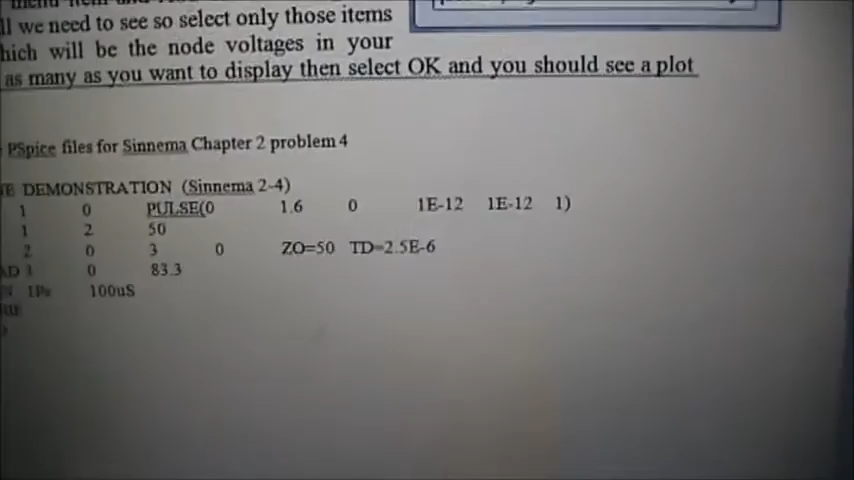 ll we need to see so select only those items
hich will be the node voltages in your
as many as you want to display then select OK and you should see a plot
PSpice files for Sinnema Chapter 2 problem 4
E DEMONSTRATION (Sinnema 2-4)
1 0 PULSE(0 1.6 0 1E-12 1E-12 1)
1 2 50
2 0 3 0 ZO=50 TD=2.5E-6
AD 3 0 83.3
N 1Ps 100uS